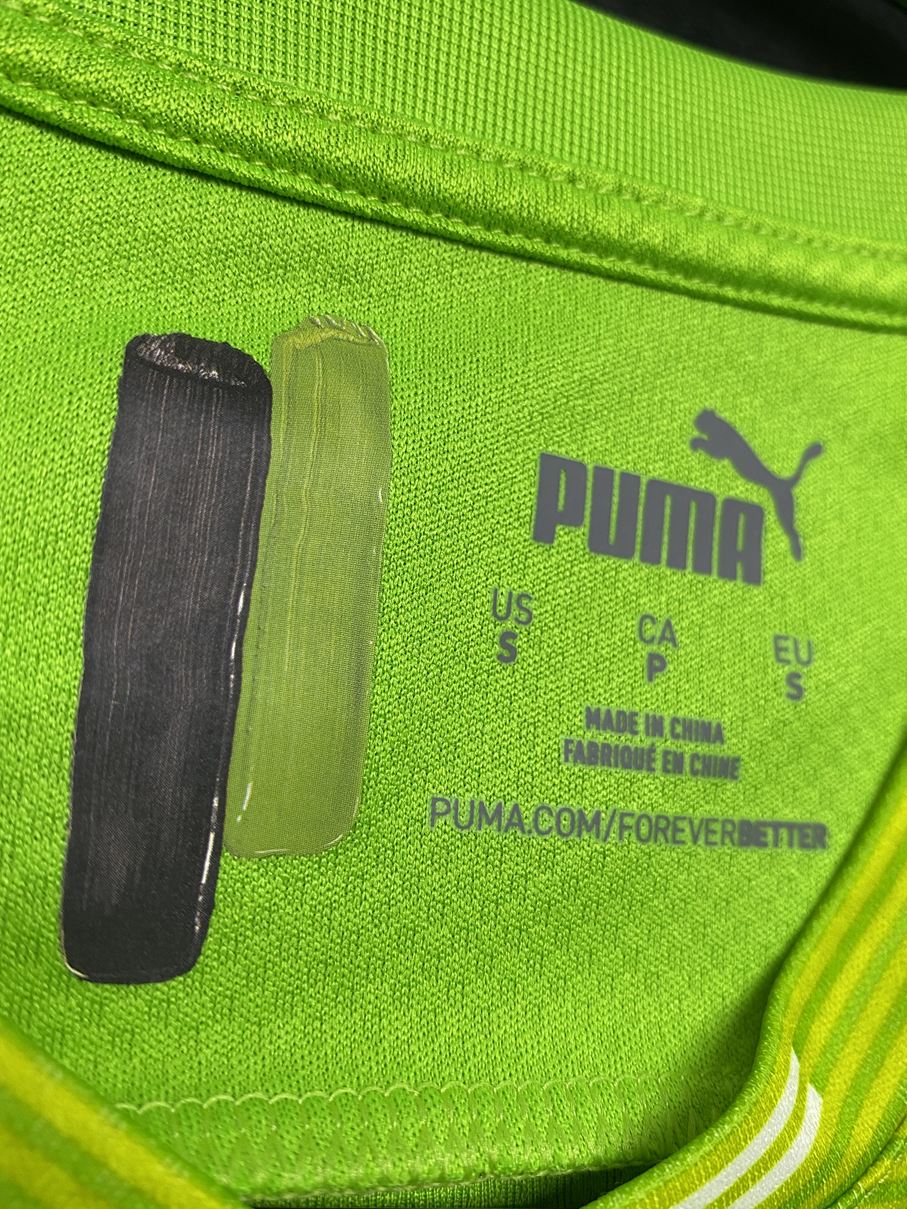 PUMA
US CA EU
S P S
MADE IN CHINA
FABRIQUÉ EN CHINE
PUMA.COM/FOREVERBETTER